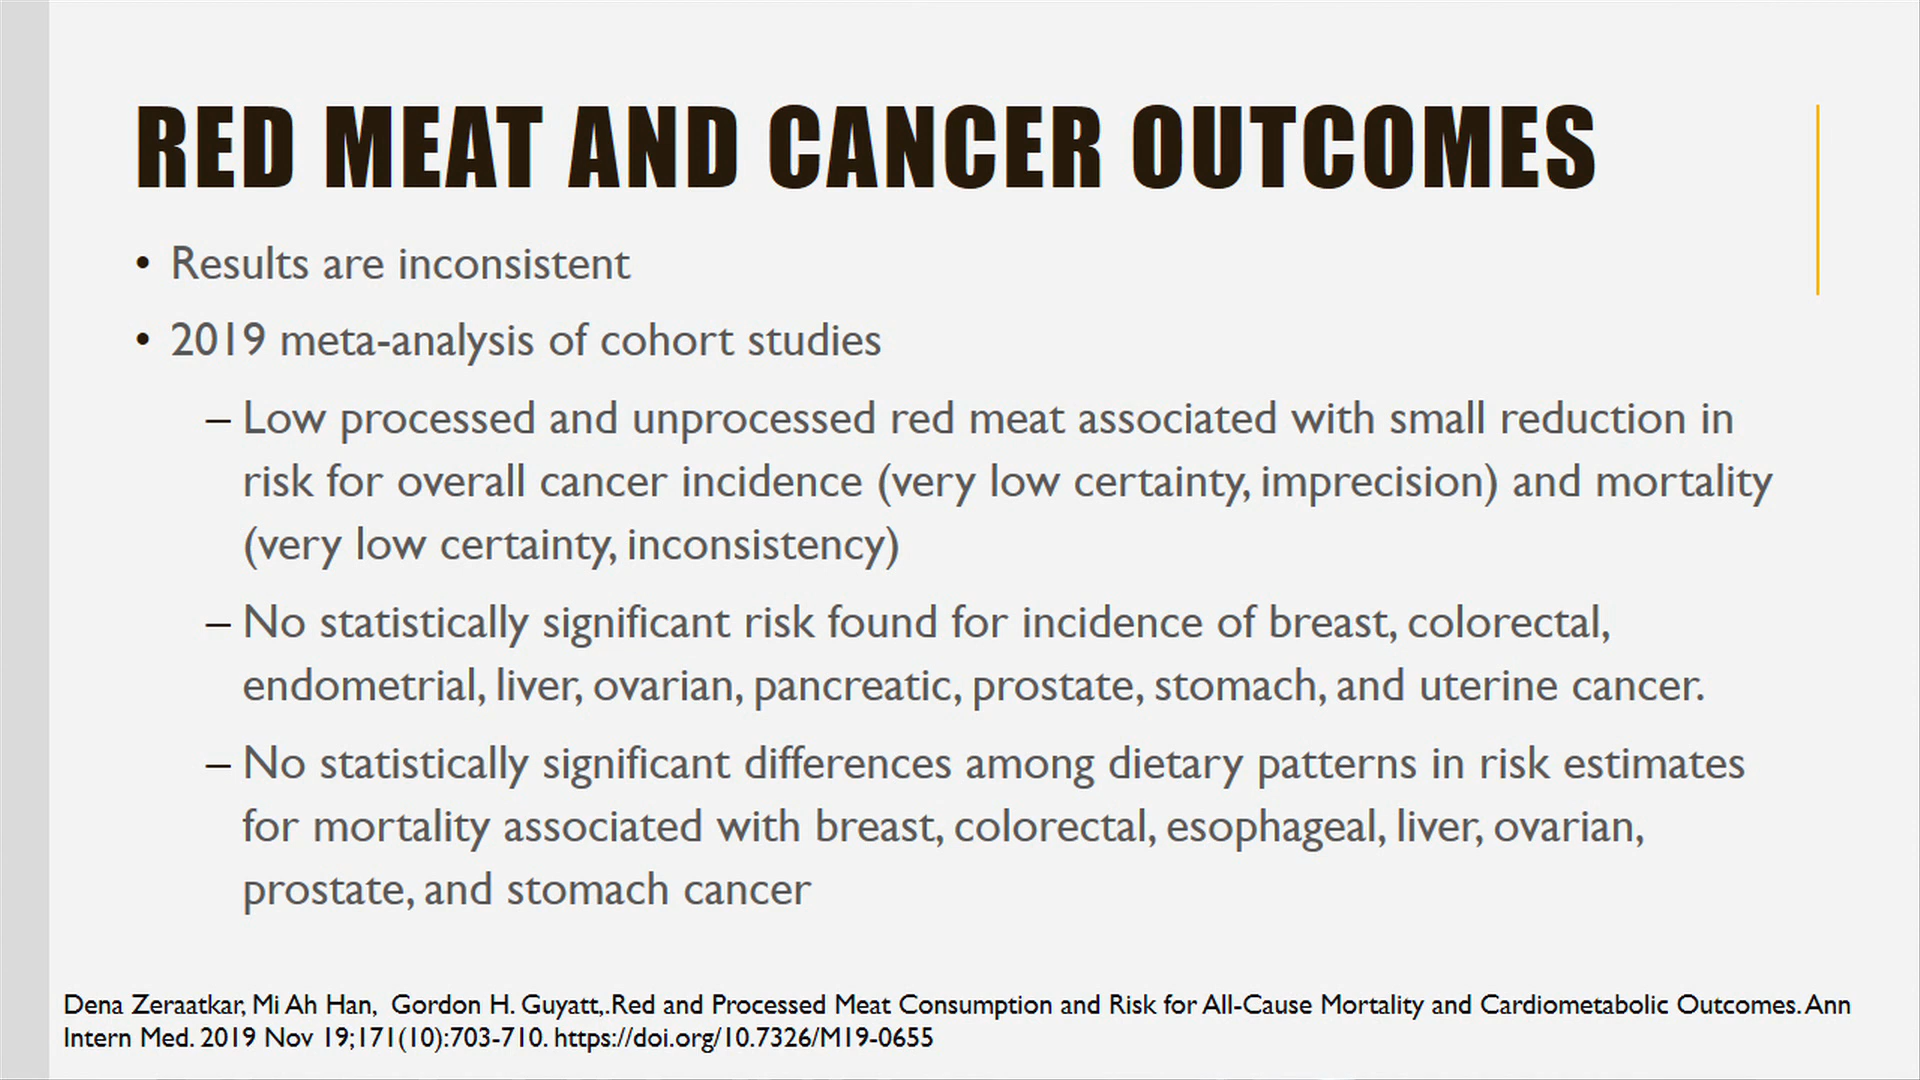 RED MEAT AND CANCER OUTCOMES
• Results are inconsistent
• 2019 meta-analysis of cohort studies
– Low processed and unprocessed red meat associated with small reduction in
risk for overall cancer incidence (very low certainty, imprecision) and mortality
(very low certainty, inconsistency)
– No statistically significant risk found for incidence of breast, colorectal,
endometrial, liver, ovarian, pancreatic, prostate, stomach, and uterine cancer.
– No statistically significant differences among dietary patterns in risk estimates
for mortality associated with breast, colorectal, esophageal, liver, ovarian,
prostate, and stomach cancer
Dena Zeraatkar, Mi Ah Han, Gordon H. Guyatt,.Red and Processed Meat Consumption and Risk for All-Cause Mortality and Cardiometabolic Outcomes. Ann
Intern Med. 2019 Nov 19;171(10):703-710. https://doi.org/10.7326/M19-0655